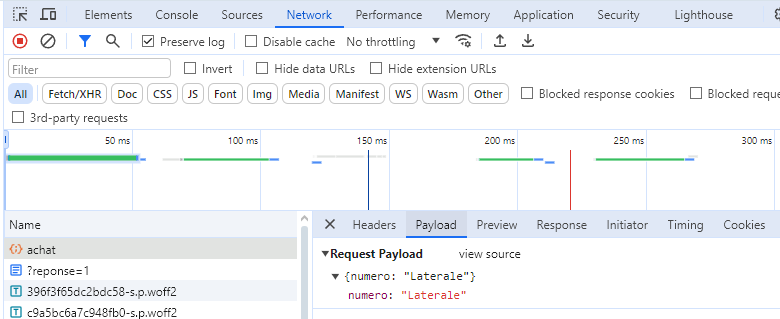 Elements Console Sources Network Performance Memory Application Security Lighthouse
Preserve log Disable cache No throttling
Filter Invert Hide data URLs Hide extension URLs
All Fetch/XHR Doc CSS JS Font Img Media Manifest WS Wasm Other Blocked response cookies Blocked reque
3rd-party requests
50 ms 100 ms 150 ms 200 ms 250 ms 300 ms
Name Headers Payload Preview Response Initiator Timing Cookies
achat
?reponse=1
396f3f65dc2bdc58-s.p.woff2
c9a5bc6a7c948fb0-s.p.woff2
Request Payload view source
{numero: "Laterale"}
numero: "Laterale"